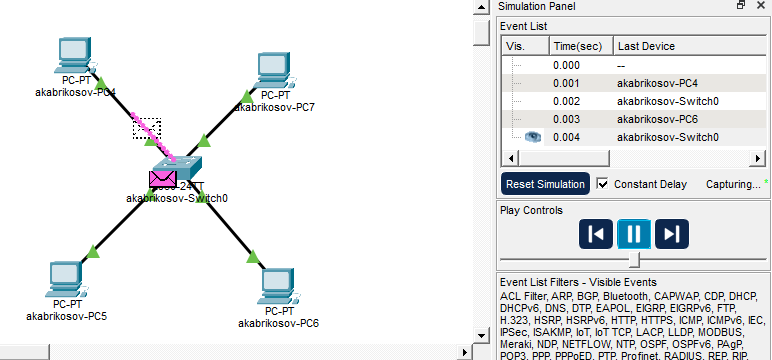 PC-PT
akabrikosov-PC4
PC-PT
akabrikosov-PC7
24TT
akabrikosov-Switch0
PC-PT
akabrikosov-PC5
PC-PT
akabrikosov-PC6
Simulation Panel
Event List
Vis. Time(sec) Last Device
0.000 --
0.001 akabrikosov-PC4
0.002 akabrikosov-Switch0
0.003 akabrikosov-PC6
0.004 akabrikosov-Switch0
Reset Simulation Constant Delay Capturing... *
Play Controls
Event List Filters - Visible Events
ACL Filter, ARP, BGP, Bluetooth, CAPWAP, CDP, DHCP,
DHCPv6, DNS, DTP, EAPOL, EIGRP, EIGRPv6, FTP,
H.323, HSRP, HSRPv6, HTTP, HTTPS, ICMP, ICMPv6, IEC,
IPSec, ISAKMP, IoT, IoT TCP, LACP, LLDP, MODBUS,
Meraki, NDP, NETFLOW, NTP, OSPF, OSPFv6, PAgP,
POP3, PPP, PPPoED, PTP, Profinet, RADIUS, REP, RIP,